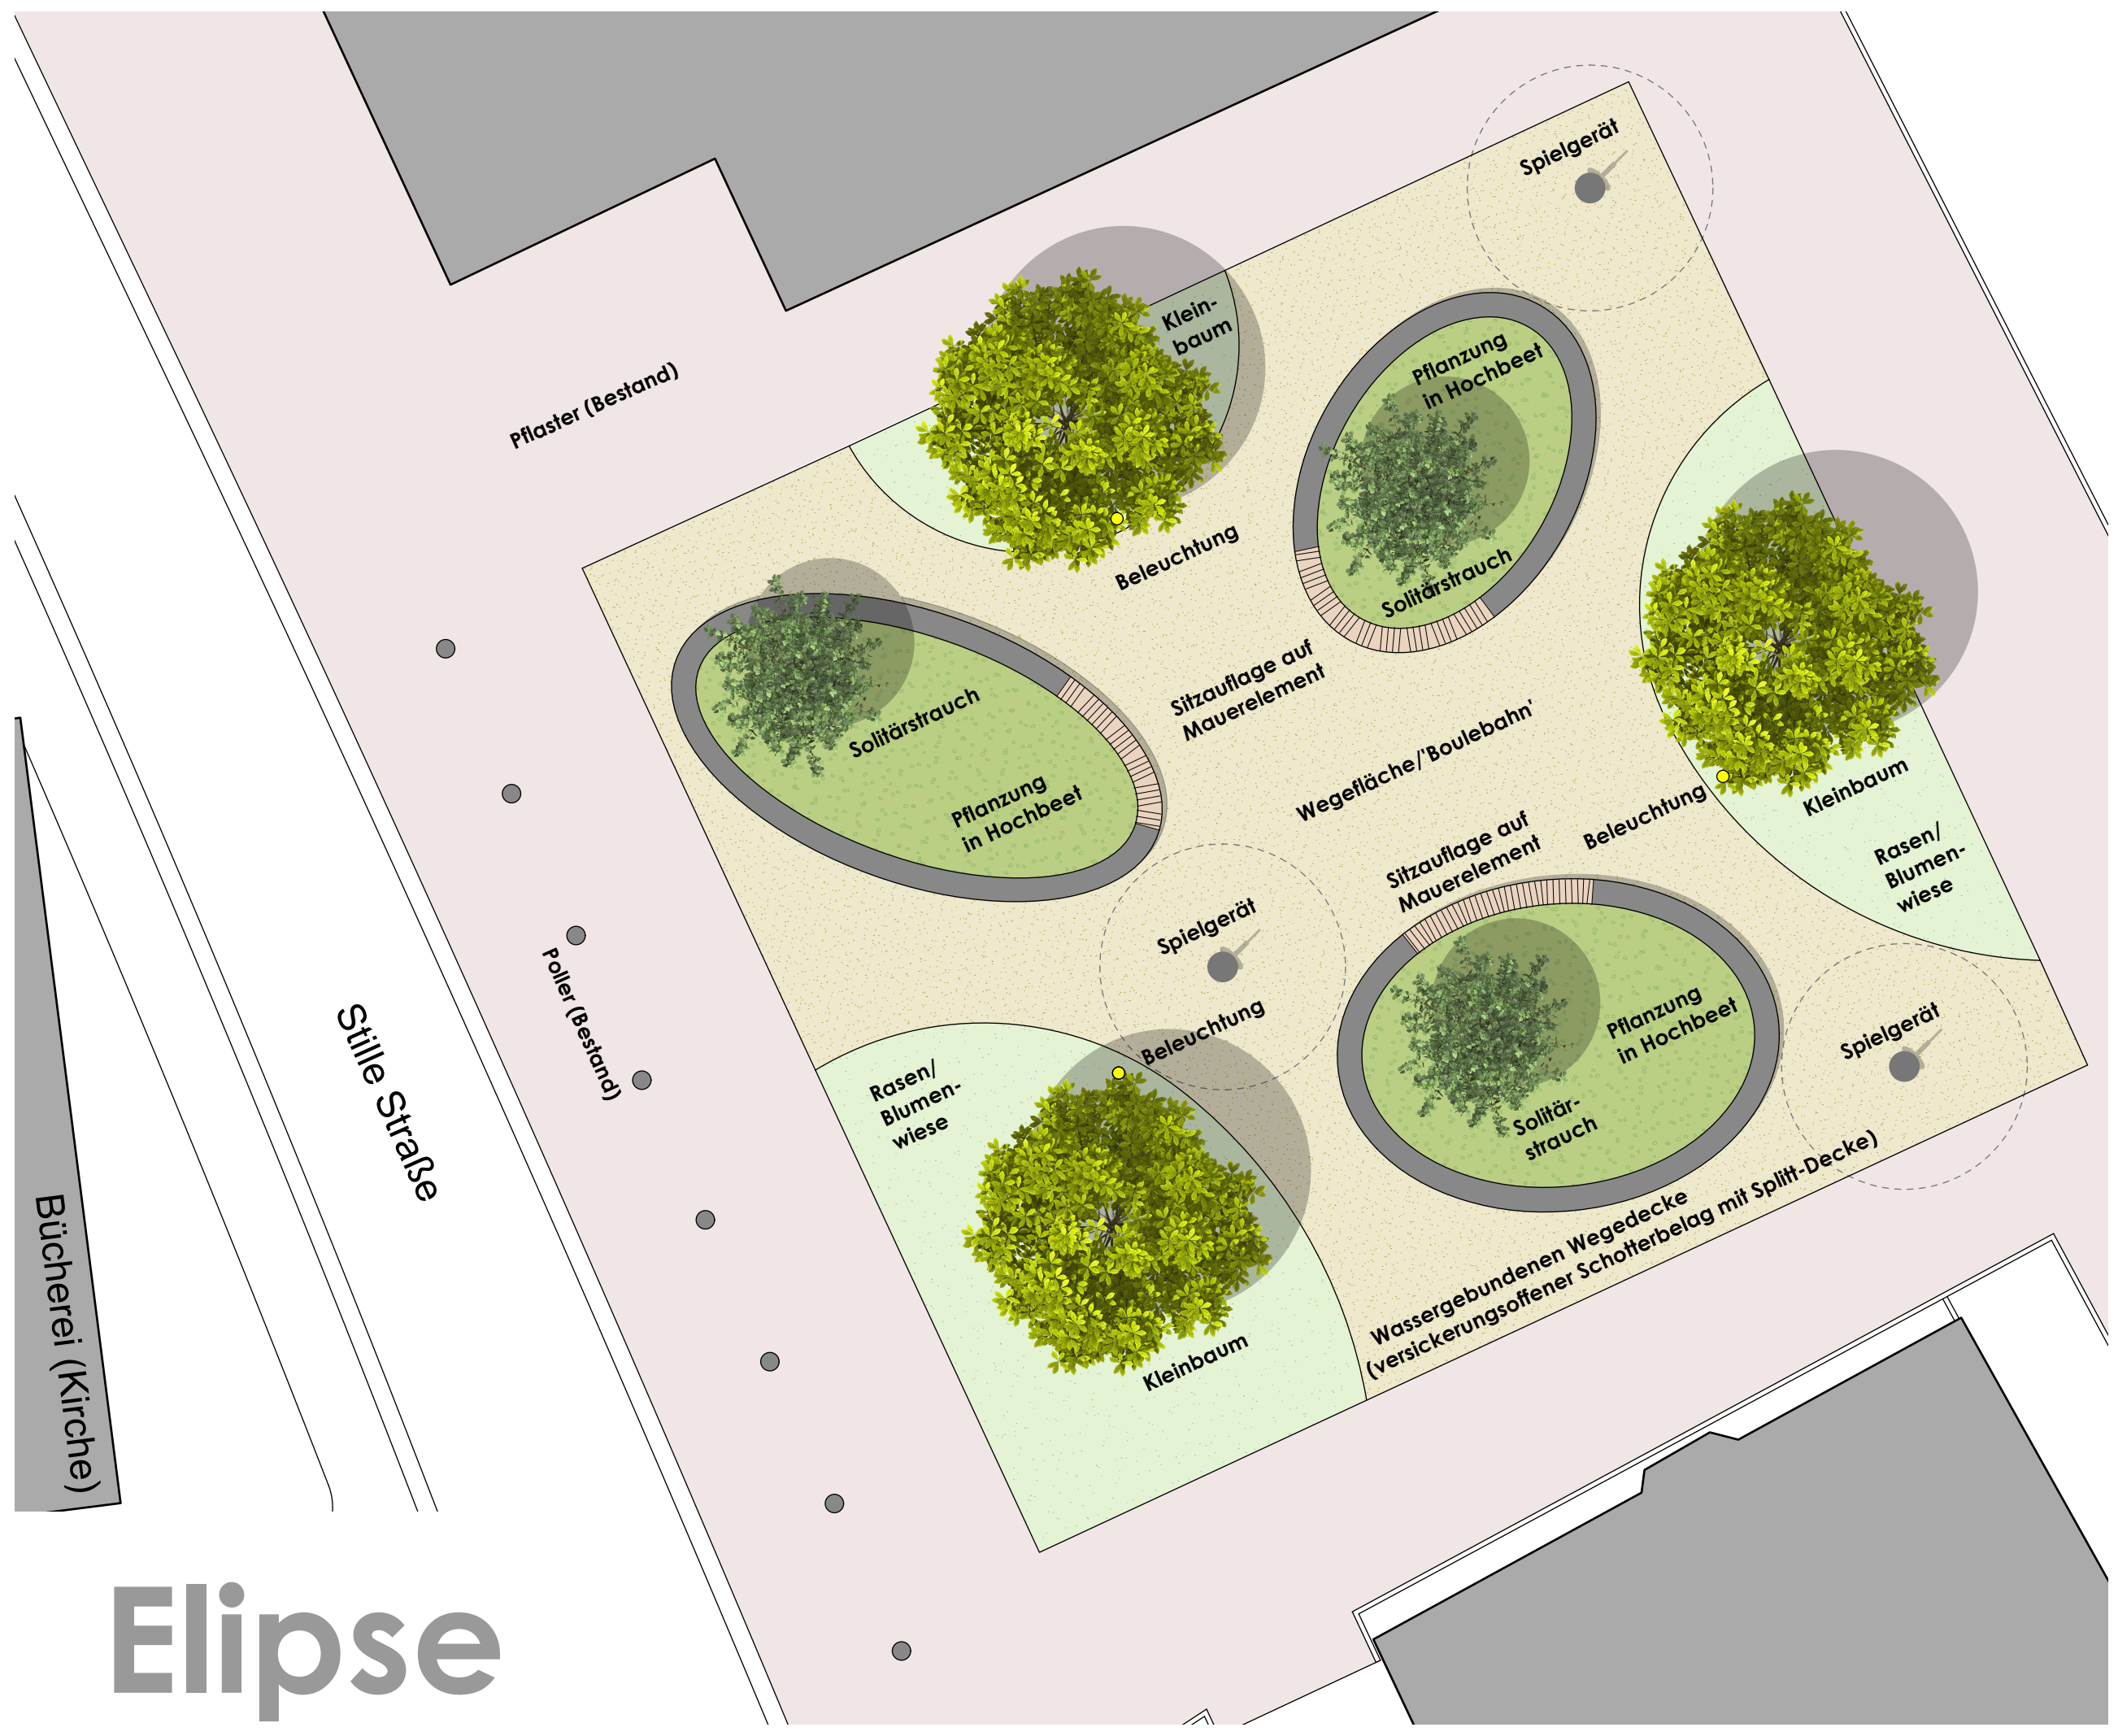 Spielgerät
Klein-
baum
Pflanzung
in Hochbeet
Pflaster (Bestand)
Beleuchtung
Solitärstrauch
Sitzauflage auf
Mauerelement
Solitärstrauch
Wegefläche/'Boulebahn'
Pflanzung
in Hochbeet
Kleinbaum
Beleuchtung
Sitzauflage auf
Mauerelement
Rasen/
Blumen-
wiese
Spielgerät
Poller (Bestand)
Beleuchtung
Pflanzung
in Hochbeet
Spielgerät
Stille Straße
Rasen/
Blumen-
wiese
Solitär-
strauch
Wassergebundenen Wegedecke
(versickerungsoffener Schotterbelag mit Splitt-Decke)
Kleinbaum
Bücherei (Kirche)
Elipse